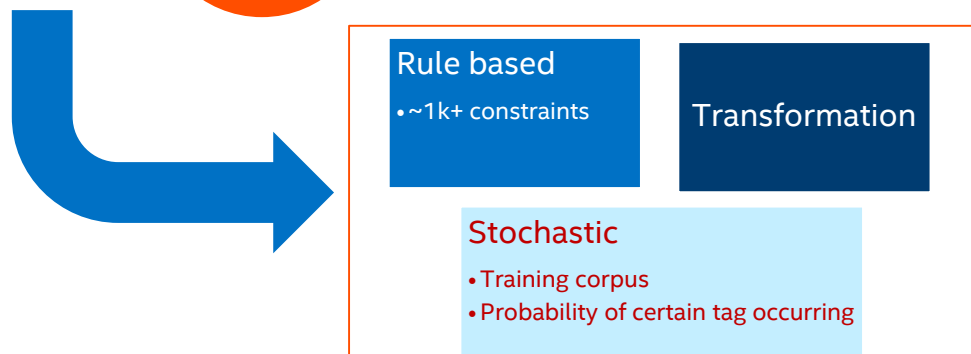 Rule based
•~1k+ constraints
Transformation
Stochastic
•Training corpus
•Probability of certain tag occurring